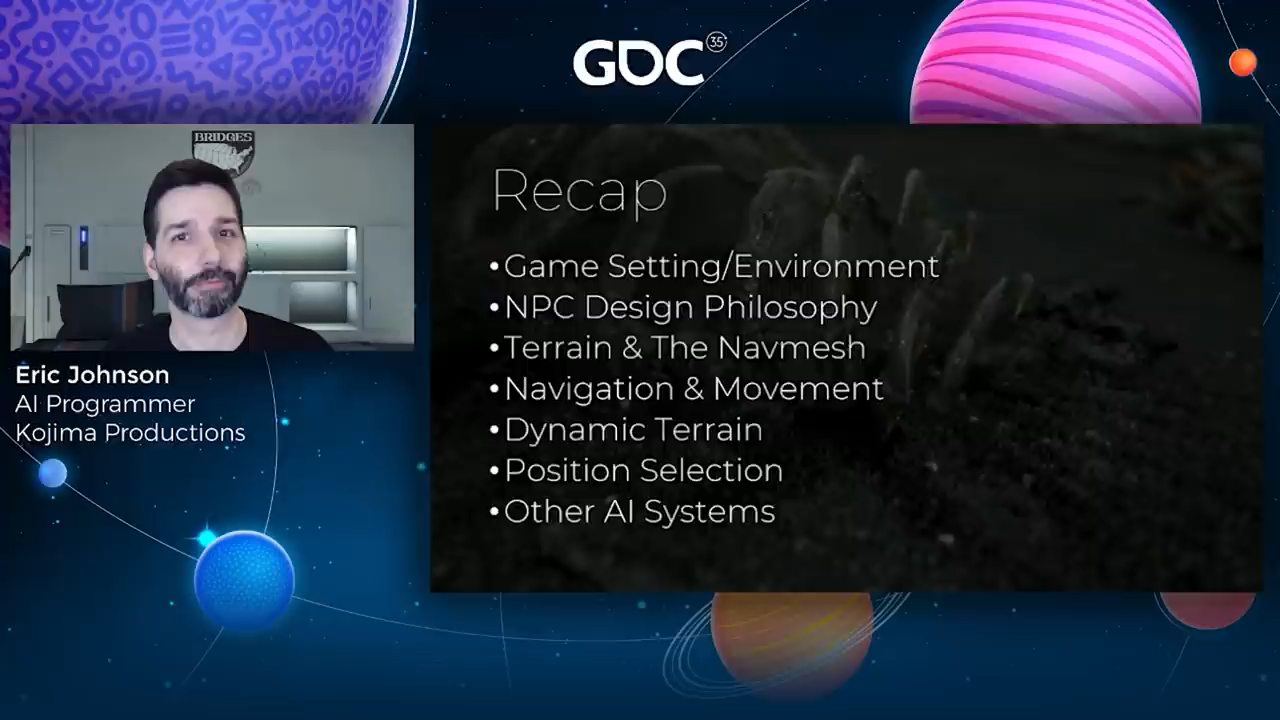 GDC 35
BRIDGES
Eric Johnson
AI Programmer
Kojima Productions
Recap
•Game Setting/Environment
•NPC Design Philosophy
•Terrain & The Navmesh
•Navigation & Movement
•Dynamic Terrain
•Position Selection
•Other AI Systems